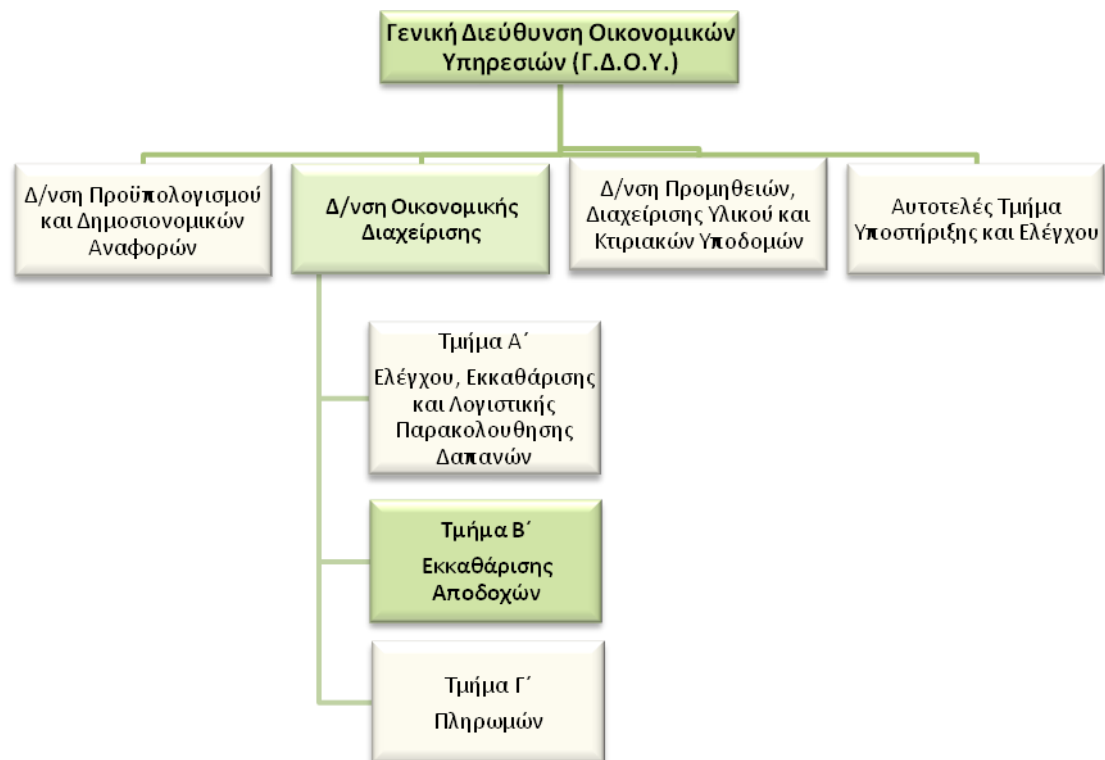 Γενική Διεύθυνση Οικονομικών
Υπηρεσιών (Γ.Δ.Ο.Υ.)
Δ/νση Προϋπολογισμού
και Δημοσιονομικών
Αναφορών
Δ/νση Οικονομικής
Διαχείρισης
Δ/νση Προμηθειών,
Διαχείρισης Υλικού και
Κτιριακών Υποδομών
Αυτοτελές Τμήμα
Υποστήριξης και Ελέγχου
Τμήμα Α΄
Ελέγχου, Εκκαθάρισης
και Λογιστικής
Παρακολουθησης
Δαπανών
Τμήμα Β΄
Εκκαθάρισης
Αποδοχών
Τμήμα Γ΄
Πληρωμών